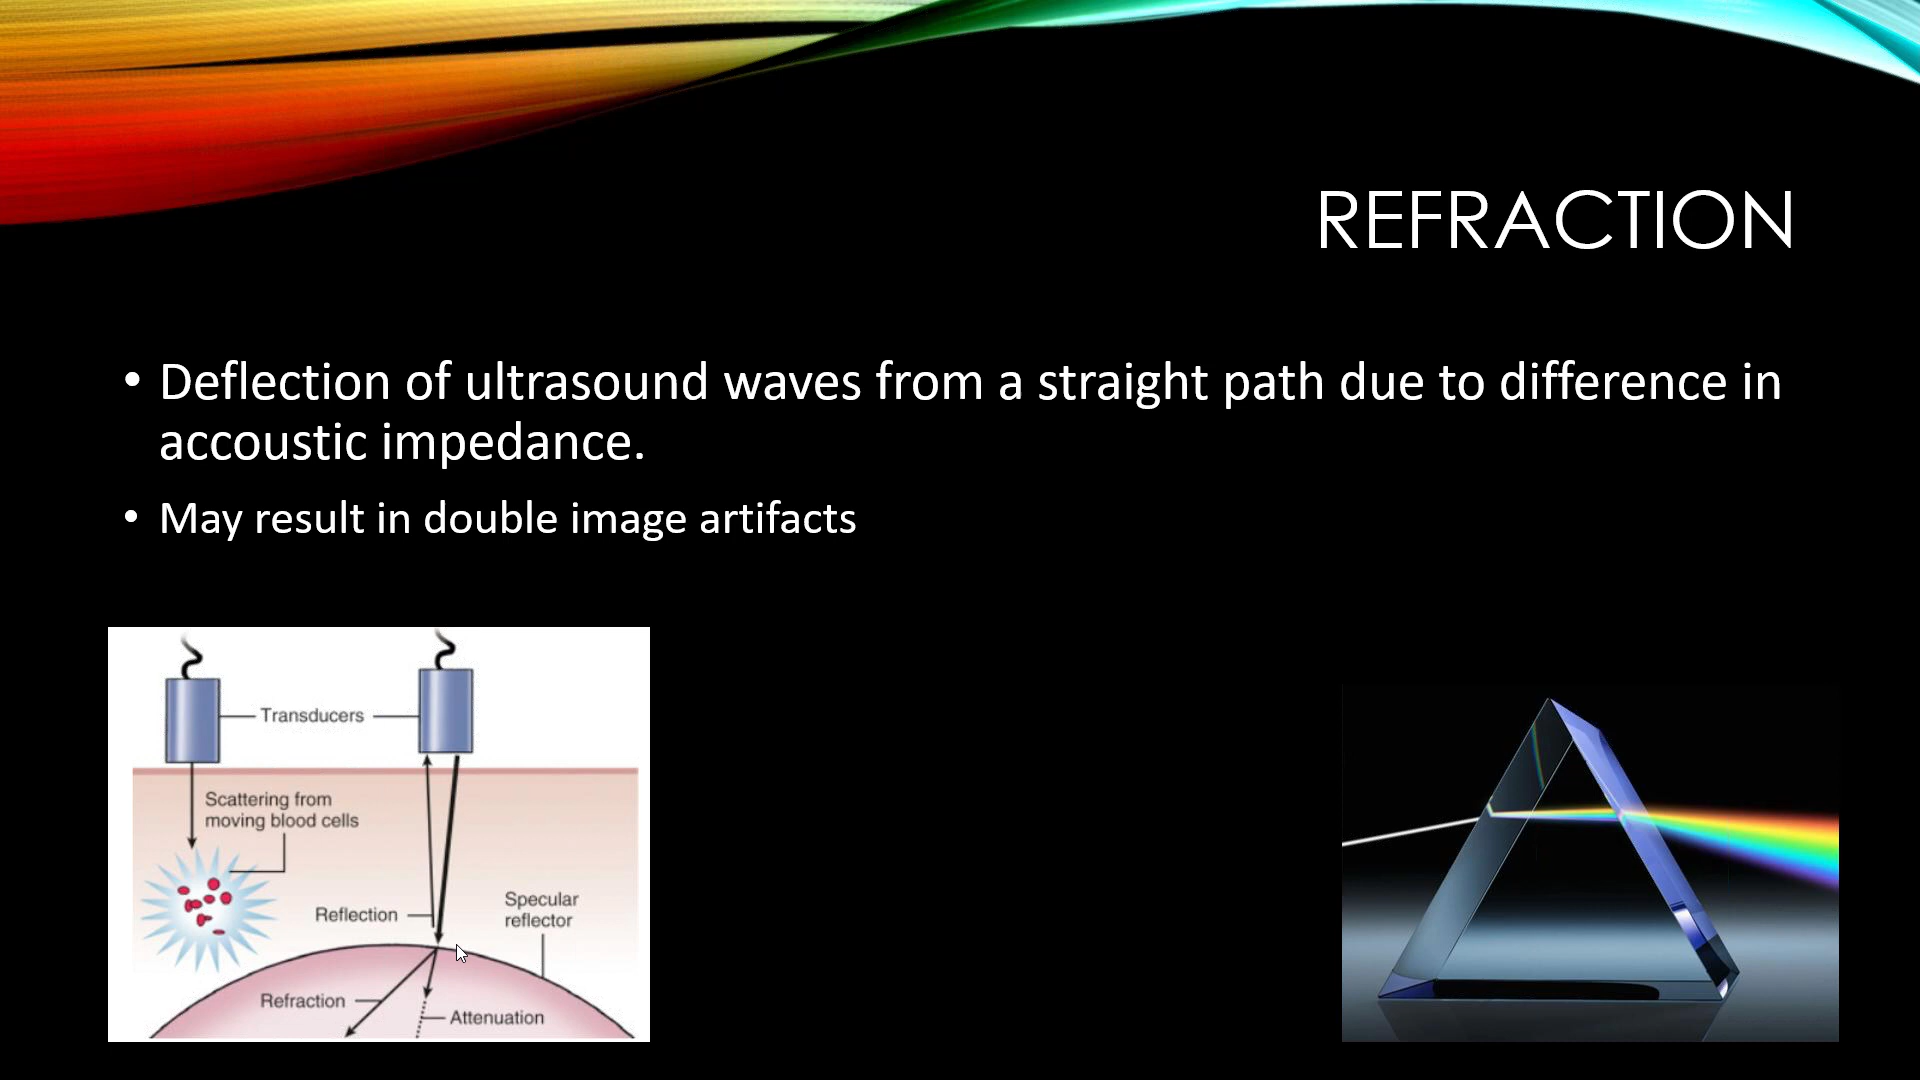 REFRACTION
• Deflection of ultrasound waves from a straight path due to difference in
accoustic impedance.
• May result in double image artifacts
Transducers
Scattering from
moving blood cells
Specular
reflector
Reflection
Refraction
Attenuation